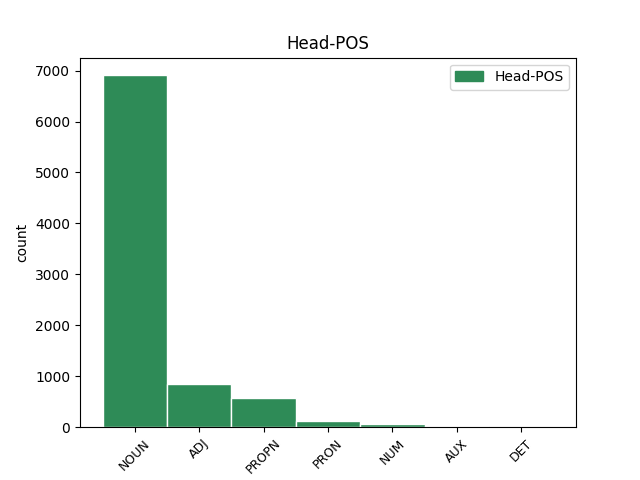 Head-POS
Head-POS
7000
6000
5000
4000
3000
2000
1000
0
count
NOUN
ADJ
PROPN
PRON
NUM
AUX
DET